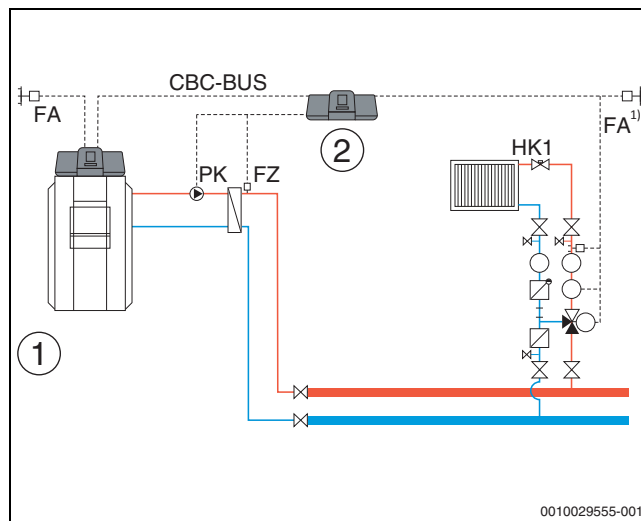 CBC-BUS
FA
FA1)
2
HK1
PK FZ
1
0010029555-001